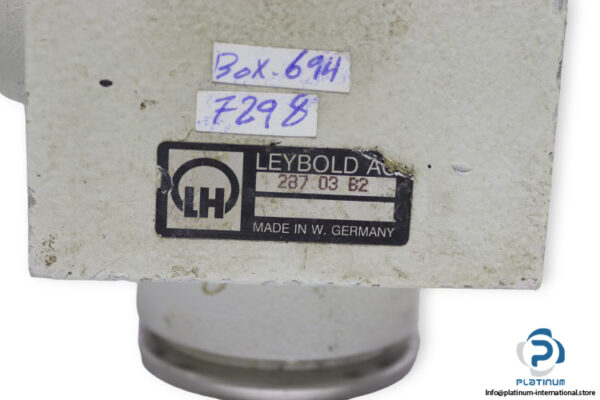 Box-694
7298
LEYBOLD AG
287 03 B2
LH
MADE IN W. GERMANY
PLATINUM
Info@platinum-international.store